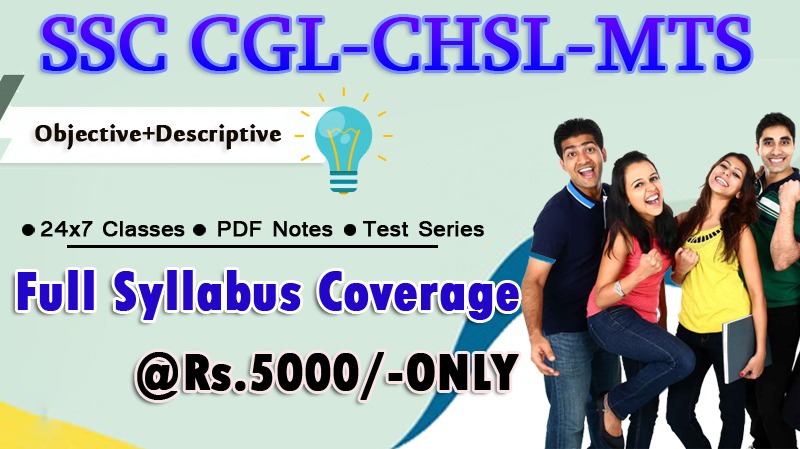 SSC CGL-CHSL-MTS
Objective+Descriptive
● 24x7 Classes ● PDF Notes ● Test Series
Full Syllabus Coverage
@Rs.5000/-ONLY